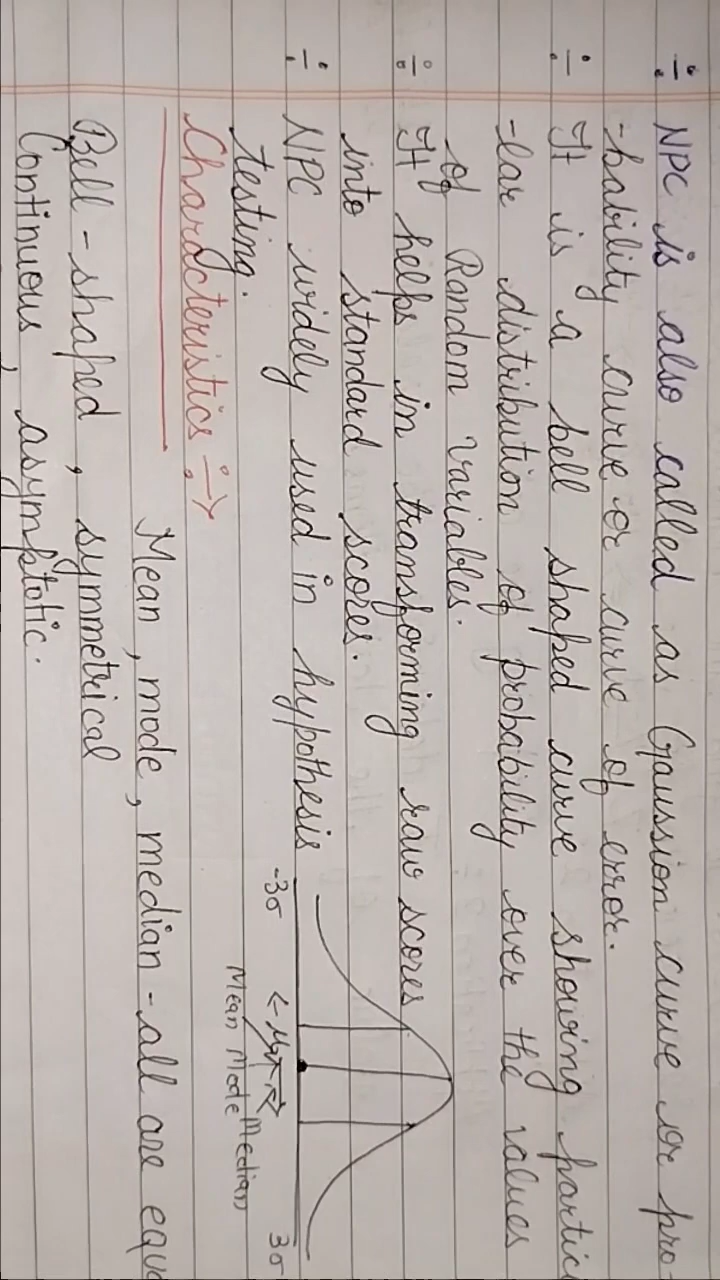 ÷ NPC is also called as Gaussion curve or pro-
-bability curve or curve of error.
÷ It is a bell shaped curve showing partic
-lar distribution of probability over the values
of Random variables.
÷ It helps in transforming raw scores
into standard scores.
÷ NPC widely used in hypothesis
testing.
-3σ
3σ
Mean Mode Median
Characteristics :→
Mean, mode, median - all are equa
Bell-shaped, symmetrical
Continuous, asymptotic.